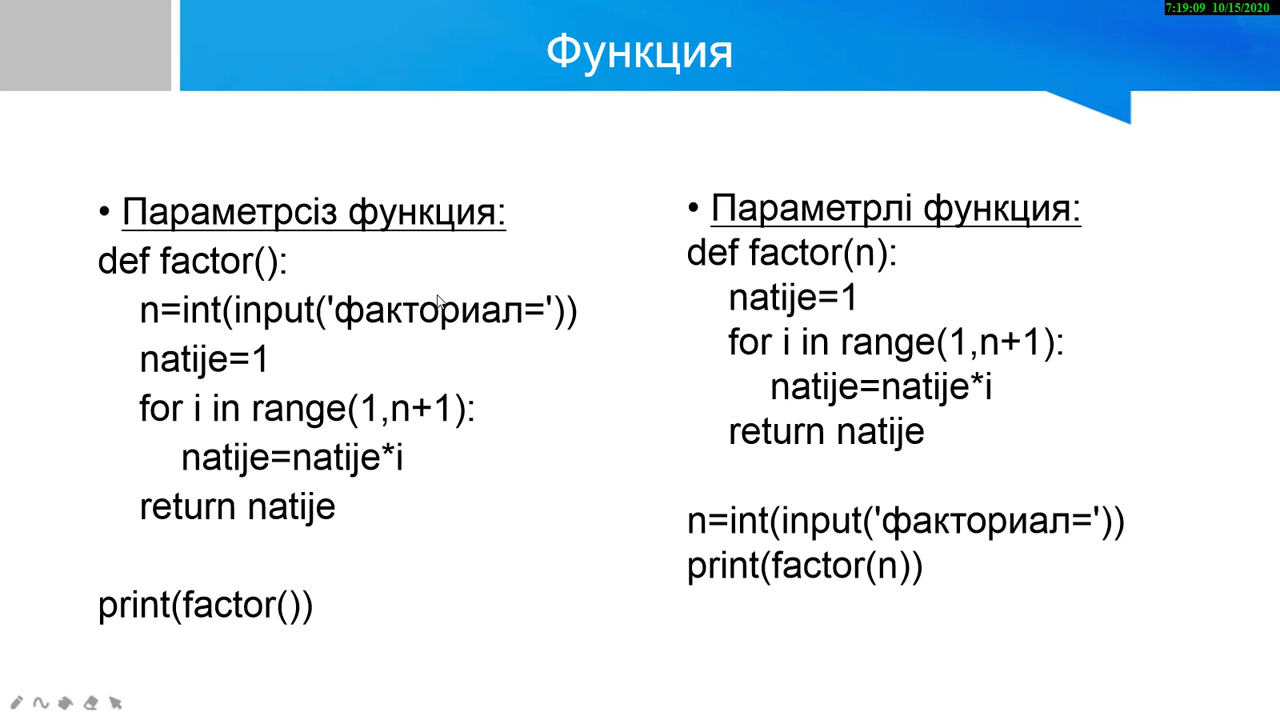 7:19:09 10/15/2020
Функция
• Параметрсіз функция:
def factor():
n=int(input('факториал='))
natije=1
for i in range(1,n+1):
natije=natije*i
return natije
print(factor())
• Параметрлі функция:
def factor(n):
natije=1
for i in range(1,n+1):
natije=natije*i
return natije
n=int(input('факториал='))
print(factor(n))